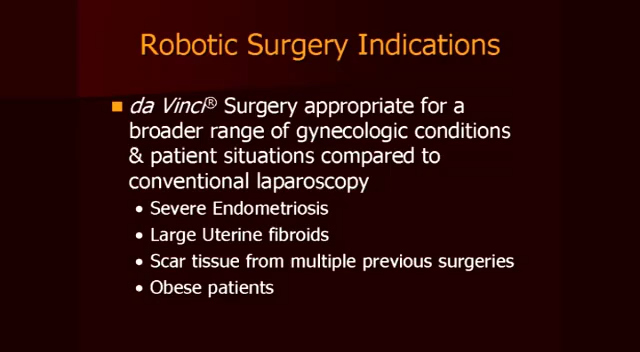 Robotic Surgery Indications
■ da Vinci® Surgery appropriate for a
broader range of gynecologic conditions
& patient situations compared to
conventional laparoscopy
• Severe Endometriosis
• Large Uterine fibroids
• Scar tissue from multiple previous surgeries
• Obese patients